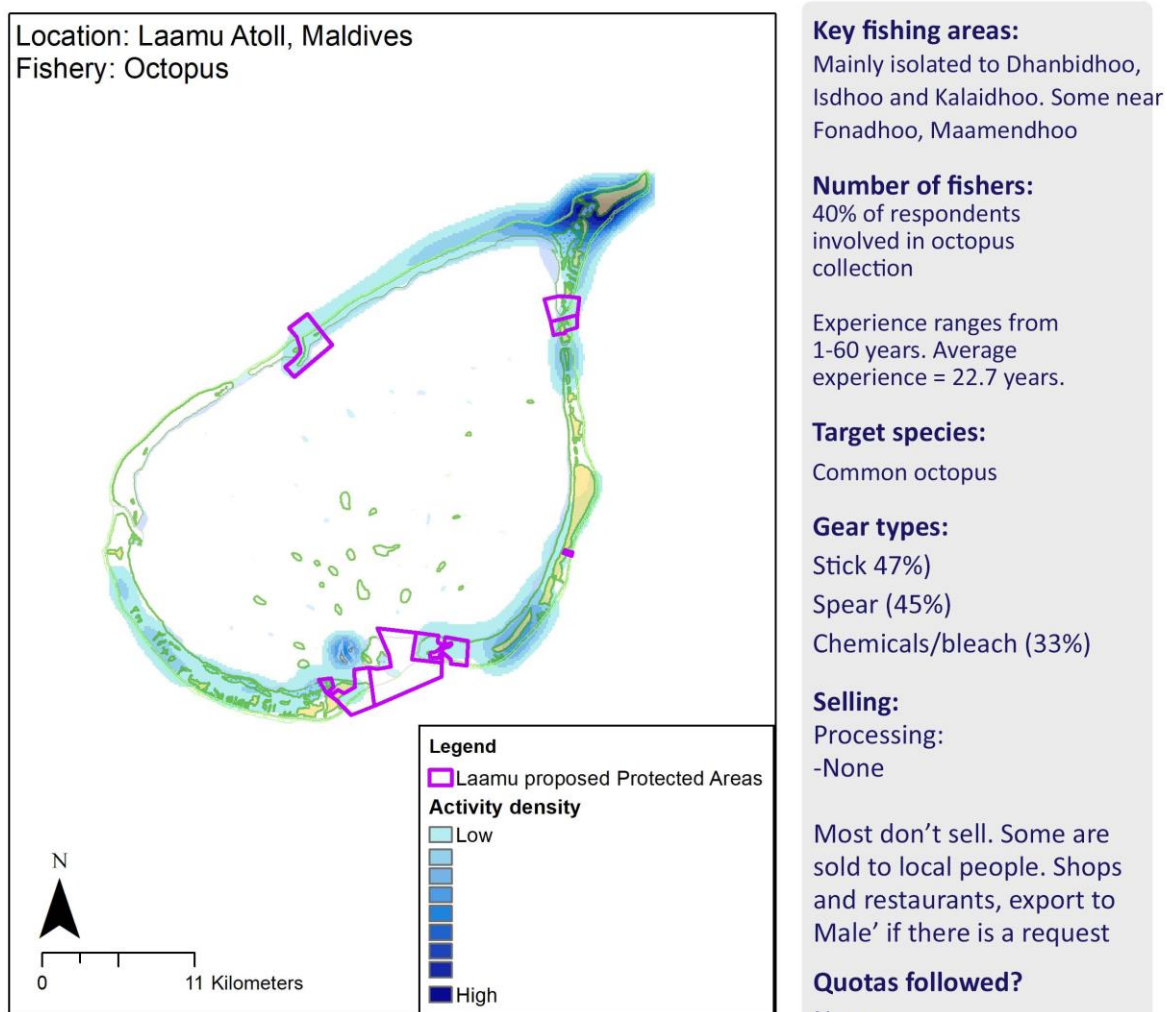 Location: Laamu Atoll, Maldives
Fishery: Octopus
N
0 11 Kilometers
Legend
Laamu proposed Protected Areas
Activity density
Low
High
Key fishing areas:
Mainly isolated to Dhanbidhoo,
Isdhoo and Kalaidhoo. Some near
Fonadhoo, Maamendhoo
Number of fishers:
40% of respondents
involved in octopus
collection
Experience ranges from
1-60 years. Average
experience = 22.7 years.
Target species:
Common octopus
Gear types:
Stick 47%)
Spear (45%)
Chemicals/bleach (33%)
Selling:
Processing:
-None
Most don’t sell. Some are
sold to local people. Shops
and restaurants, export to
Male’ if there is a request
Quotas followed?